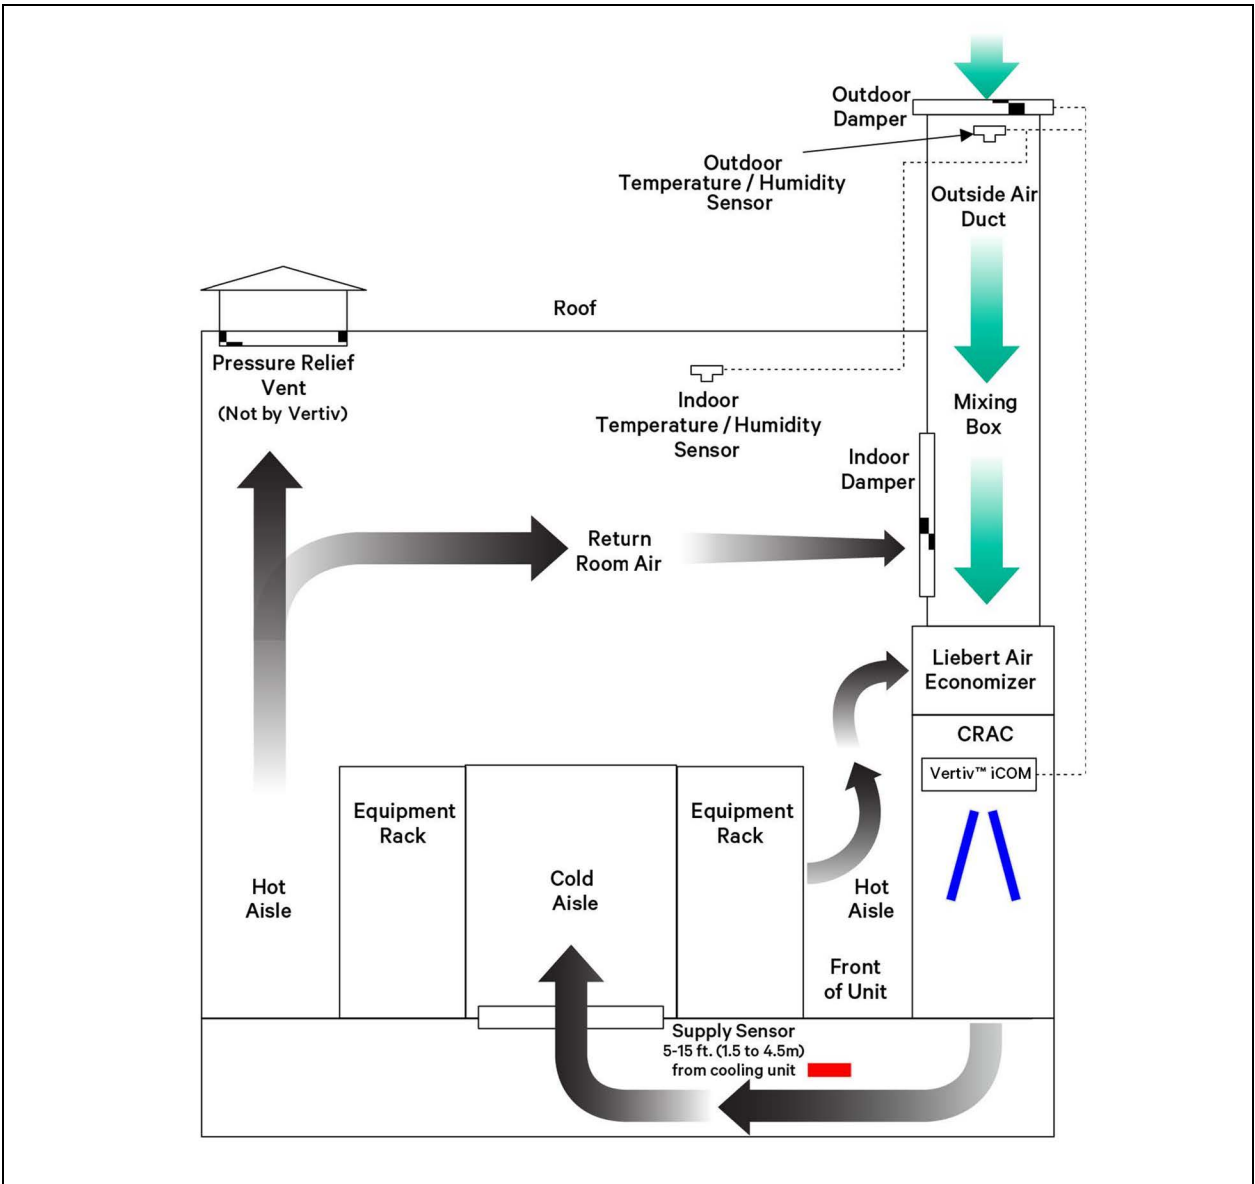 Outdoor
Damper
Outdoor
Temperature / Humidity
Sensor
Outside Air
Duct
Roof
Pressure Relief
Vent
(Not by Vertiv)
Indoor
Temperature / Humidity
Sensor
Mixing
Box
Indoor
Damper
Return
Room Air
Liebert Air
Economizer
CRAC
Vertiv™ iCOM
Equipment
Rack
Equipment
Rack
Hot
Aisle
Cold
Aisle
Hot
Aisle
Front
of Unit
Supply Sensor
5-15 ft. (1.5 to 4.5m)
from cooling unit